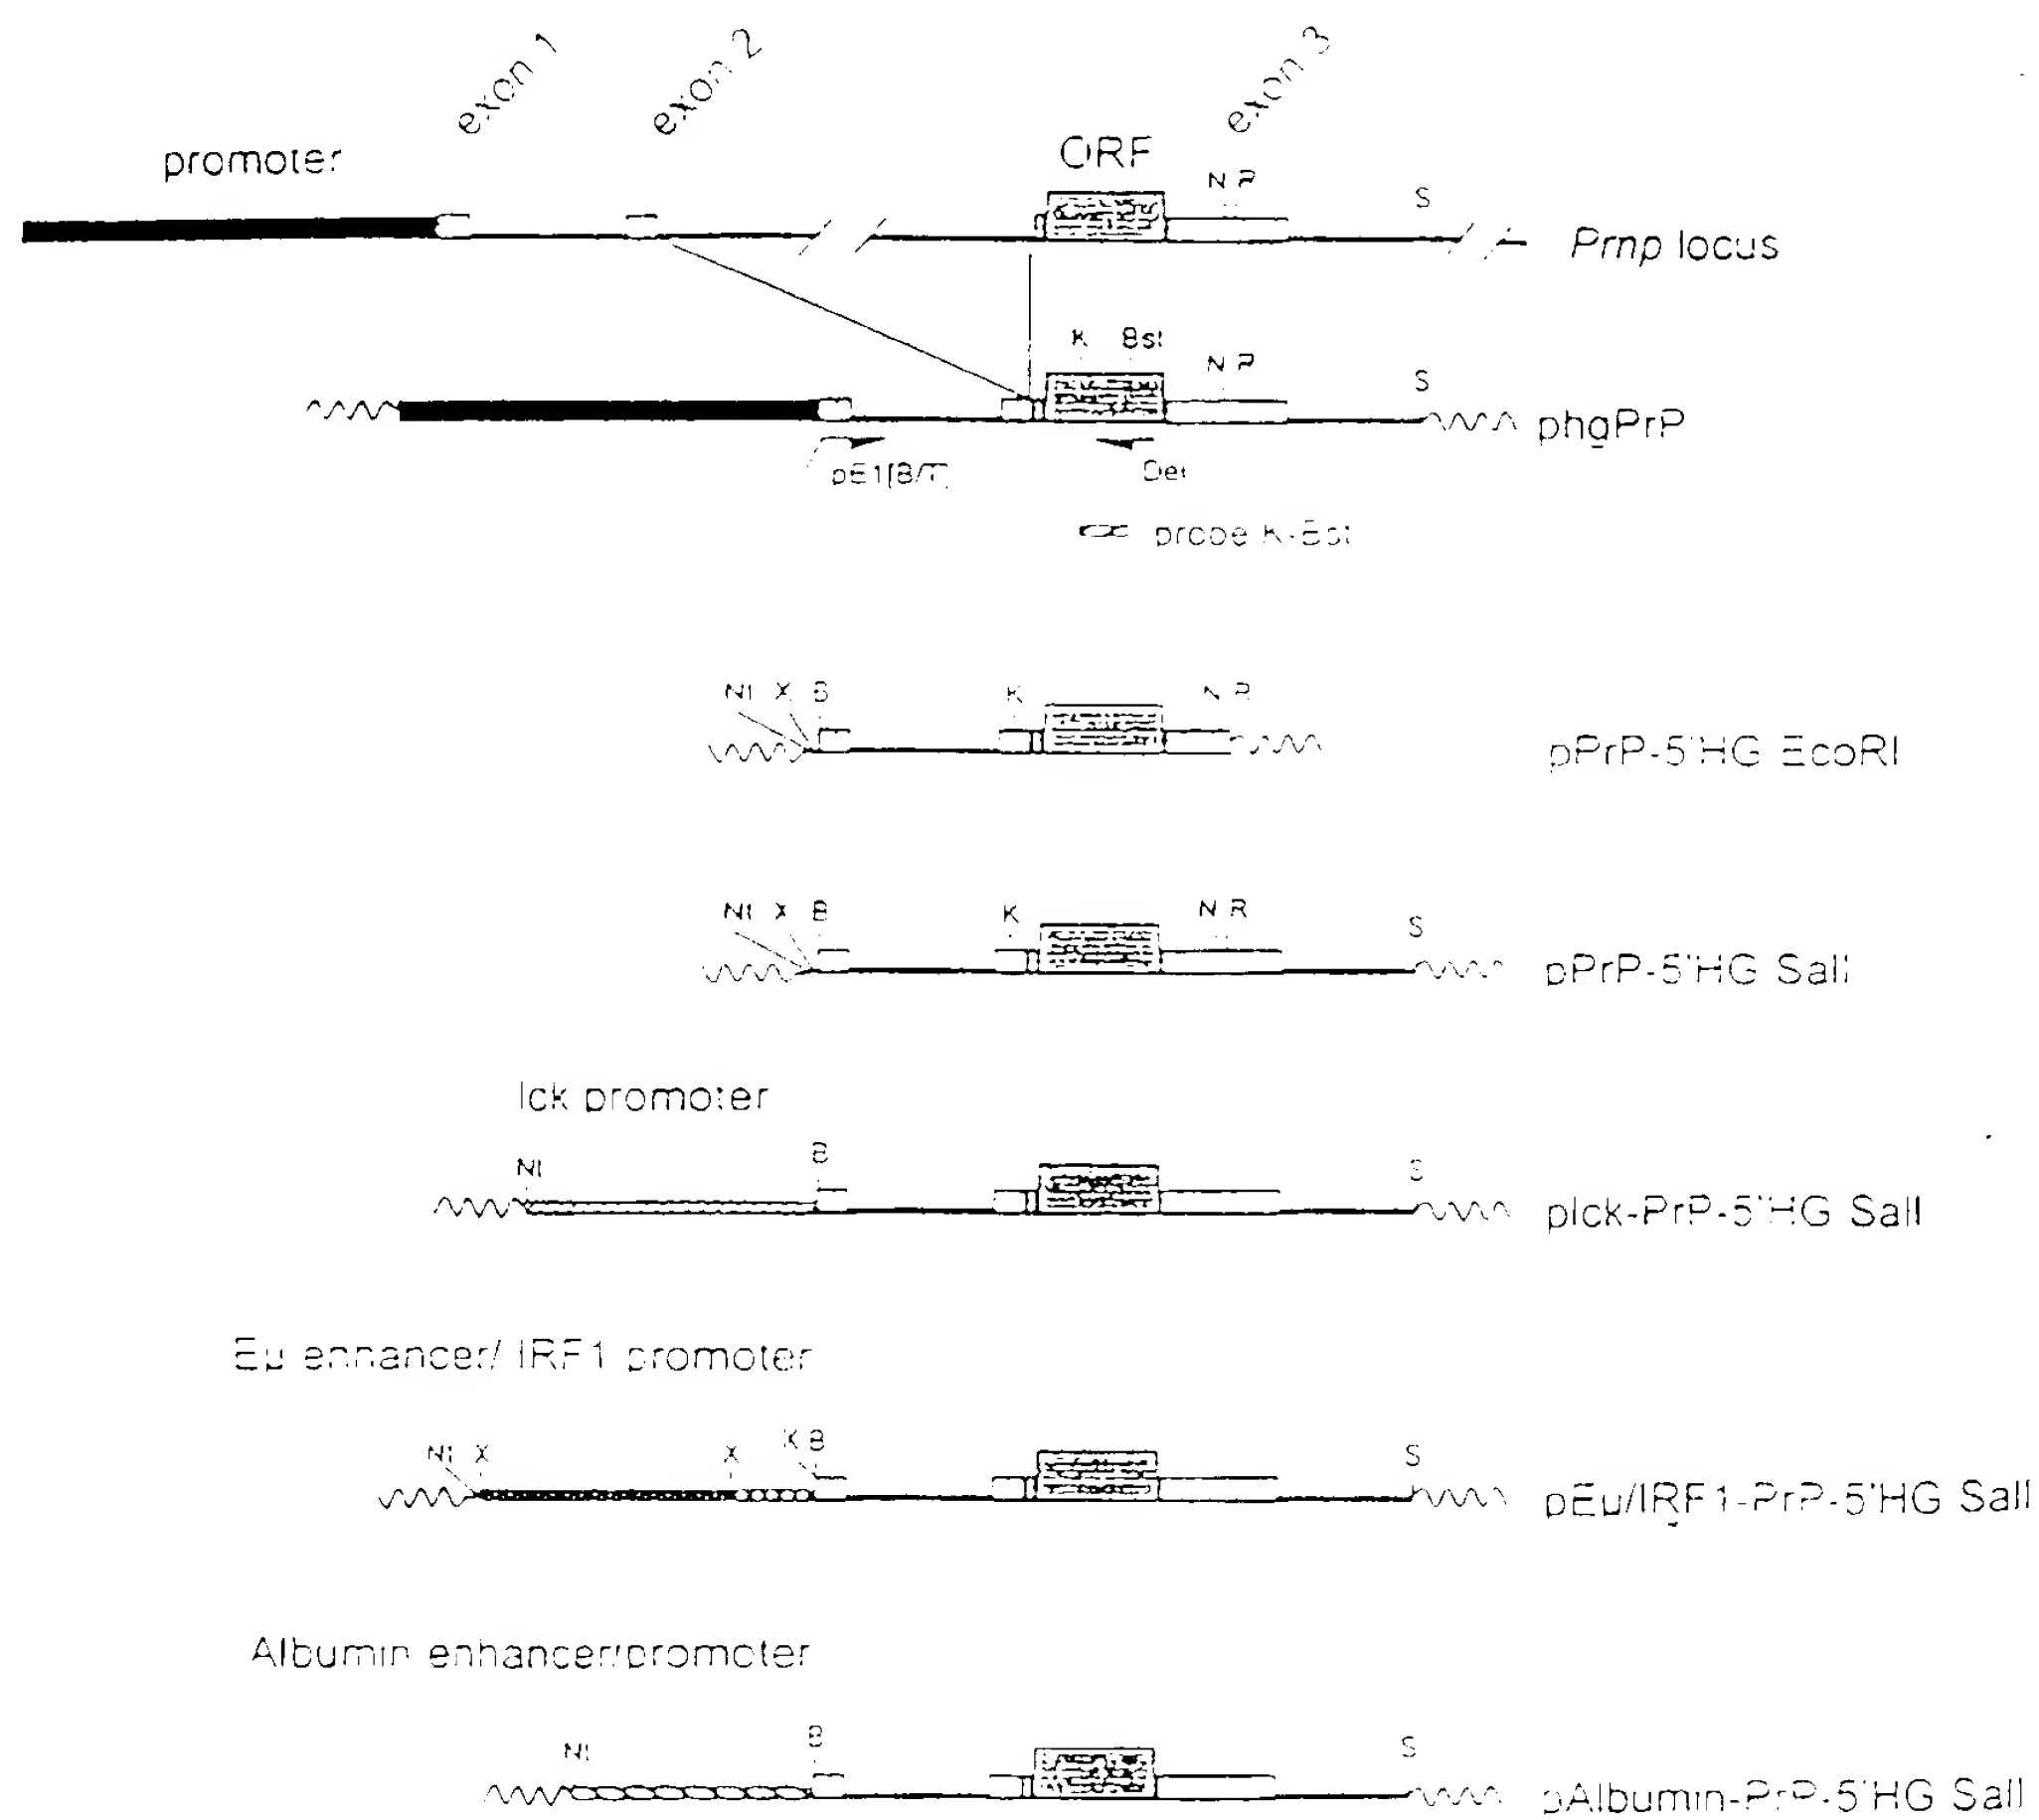 exon 1
exon 2
exon 3
promoter
ORF
N R
S
Prnp locus
K Bst
N R
S
phgPrP
pE1[B/T]
Del
probe K-Bst
Nt X B
K
N R
pPrP-5'HG EcoRI
Nt X B
K
N R
S
pPrP-5'HG SalI
lck promoter
Nt
B
S
plck-PrP-5'HG SalI
Eµ enhancer/ IRF1 promoter
Nt X
X
K B
S
pEµ/IRF1-PrP-5'HG SalI
Albumin enhancer/promoter
Nt
B
S
pAlbumin-PrP-5'HG SalI